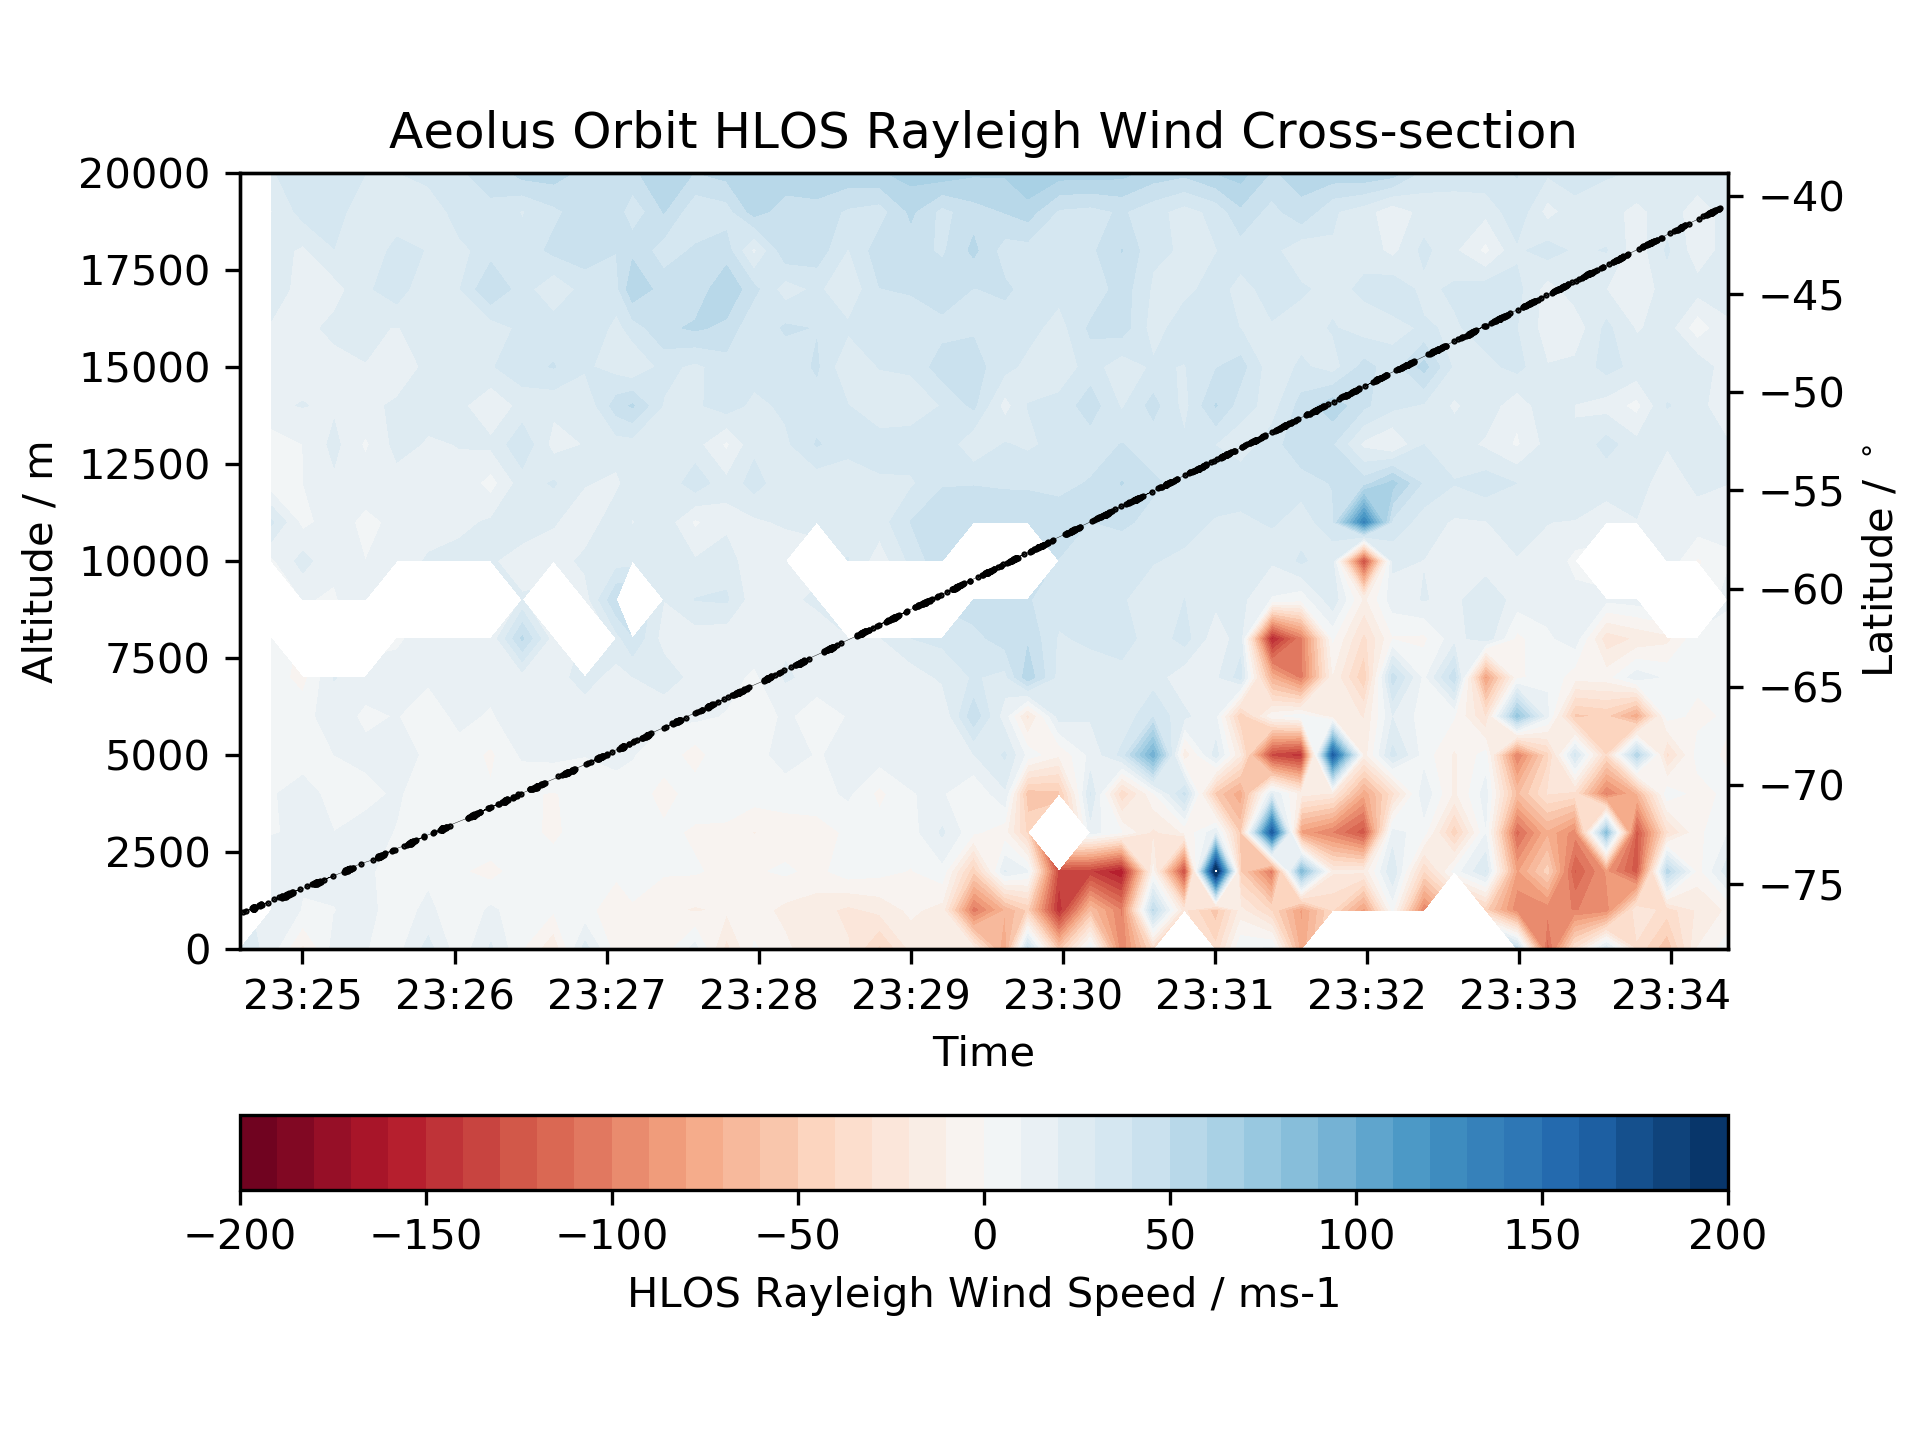 Aeolus Orbit HLOS Rayleigh Wind Cross-section
20000
17500
15000
12500
10000
7500
5000
2500
0
Altitude / m
−40
−45
−50
−55
−60
−65
−70
−75
Latitude / °
23:25 23:26 23:27 23:28 23:29 23:30 23:31 23:32 23:33 23:34
Time
−200 −150 −100 −50 0 50 100 150 200
HLOS Rayleigh Wind Speed / ms-1